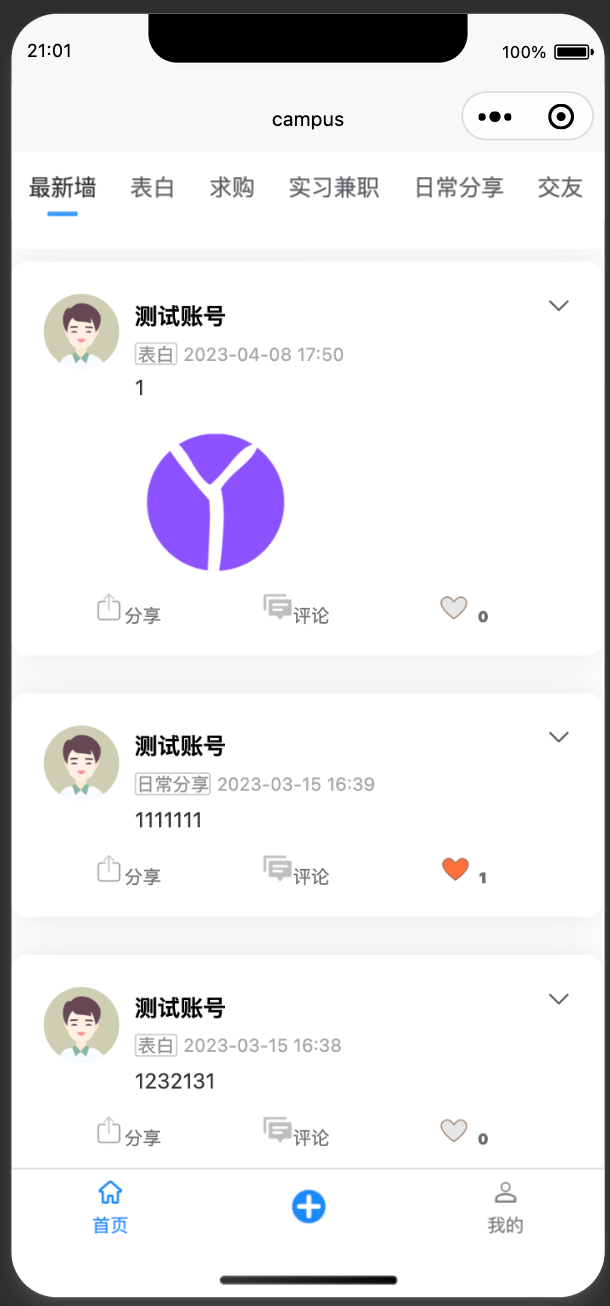 21:01 100%
campus
最新墙 表白 求购 实习兼职 日常分享 交友
测试账号
表白 2023-04-08 17:50
1
分享 评论 0
测试账号
日常分享 2023-03-15 16:39
1111111
分享 评论 1
测试账号
表白 2023-03-15 16:38
1232131
分享 评论 0
首页 我的